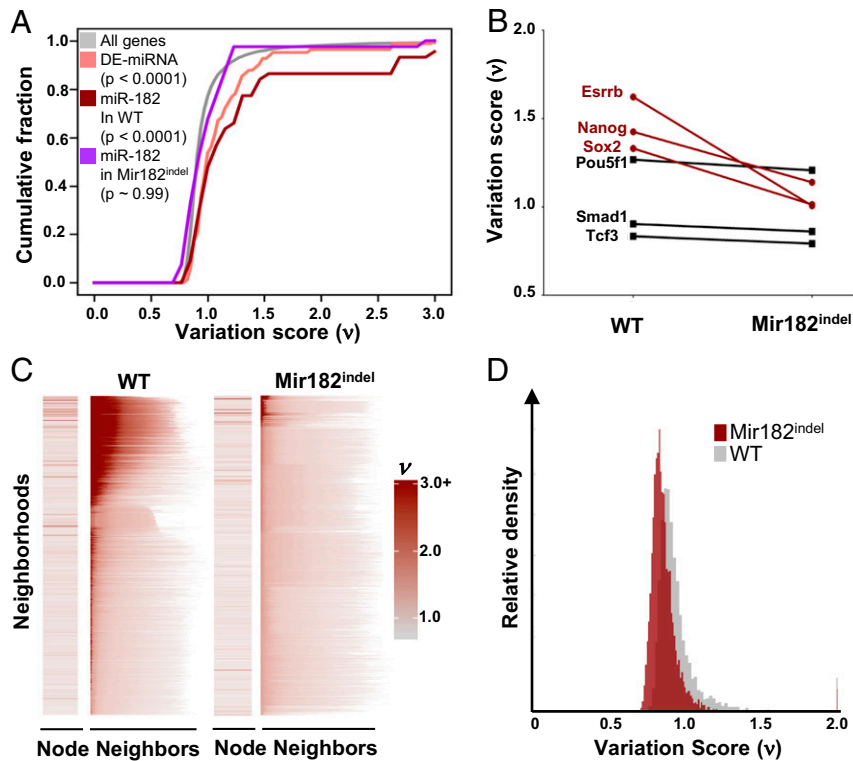 A
1.0
0.8
0.6
0.4
0.2
0.0
Cumulative fraction
All genes
DE-miRNA
(p < 0.0001)
miR-182
In WT
(p < 0.0001)
miR-182
in Mir182indel
(p ~ 0.99)
0.0 0.5 1.0 1.5 2.0 2.5 3.0
Variation score (ν)
B
Variation score (ν)
2.0
1.5
1.0
0.5
Esrrb
Nanog
Sox2
Pou5f1
Smad1
Tcf3
WT Mir182indel
C
WT Mir182indel
Neighborhoods
ν
3.0+
2.0
1.0
Node Neighbors Node Neighbors
D
Relative density
Mir182indel
WT
0 0.5 1.0 1.5 2.0
Variation Score (ν)